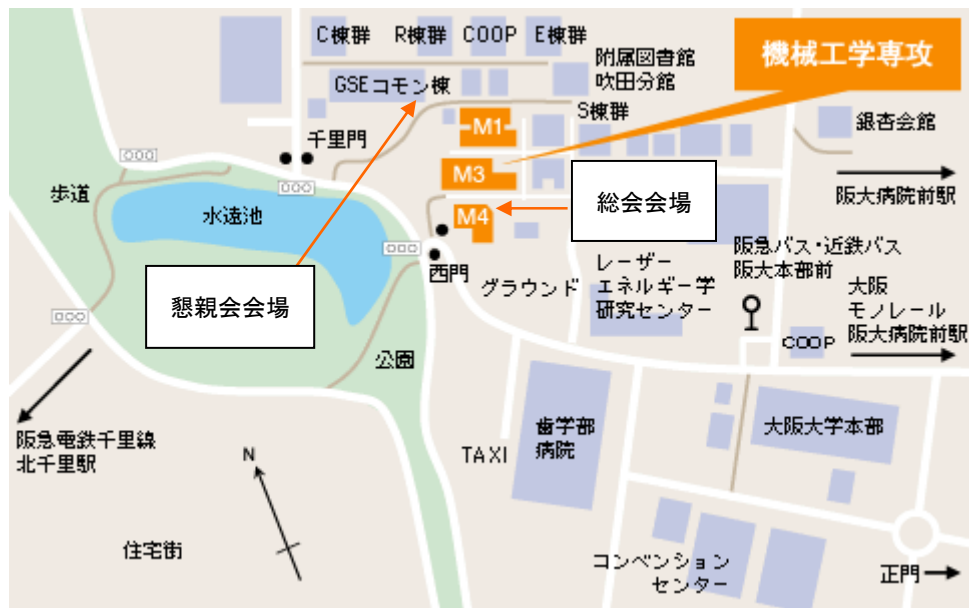 C棟群
R棟群
COOP
E棟群
機械工学専攻
附属図書館
吹田分館
GSEコモン棟
S棟群
銀杏会館
千里門
M1
M3
M4
総会会場
阪大病院前駅
歩道
水遠池
西門
グラウンド
レーザー
エネルギー学
研究センター
阪急バス・近鉄バス
阪大本部前
大阪
モノレール
阪大病院前駅
COOP
懇親会会場
公園
阪急電鉄千里線
北千里駅
N
TAXI
歯学部
病院
大阪大学本部
住宅街
コンベンション
センター
正門